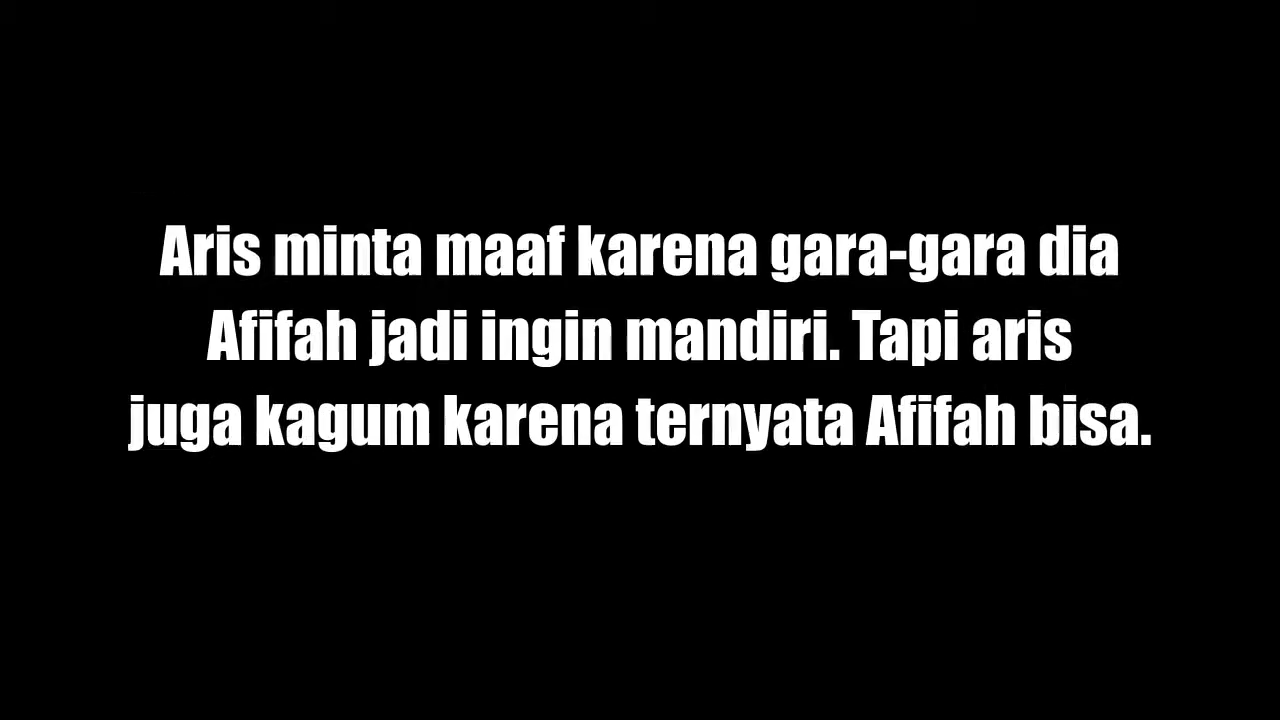 Aris minta maaf karena gara-gara dia
Afifah jadi ingin mandiri. Tapi aris
juga kagum karena ternyata Afifah bisa.